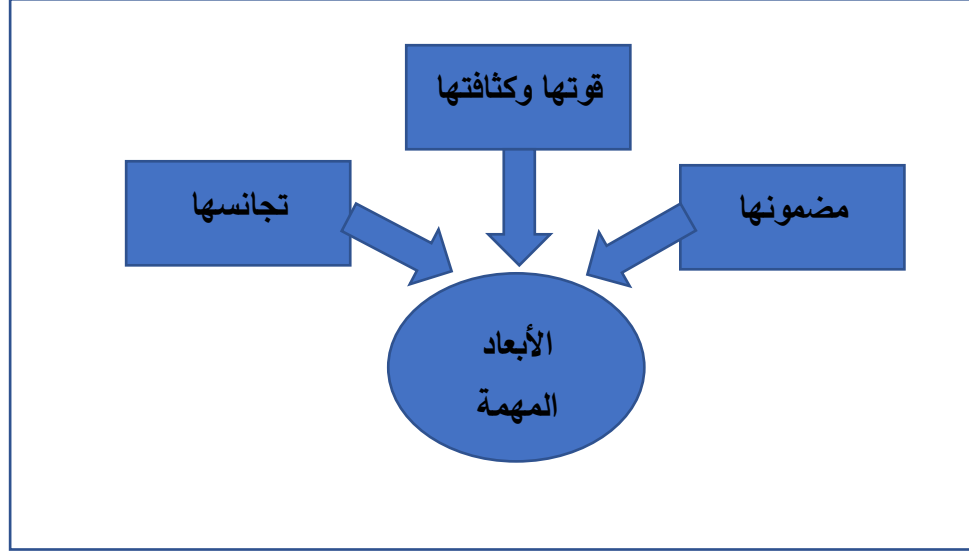 قوتها وكثافتها
مضمونها
تجانسها
الأبعاد
المهمة